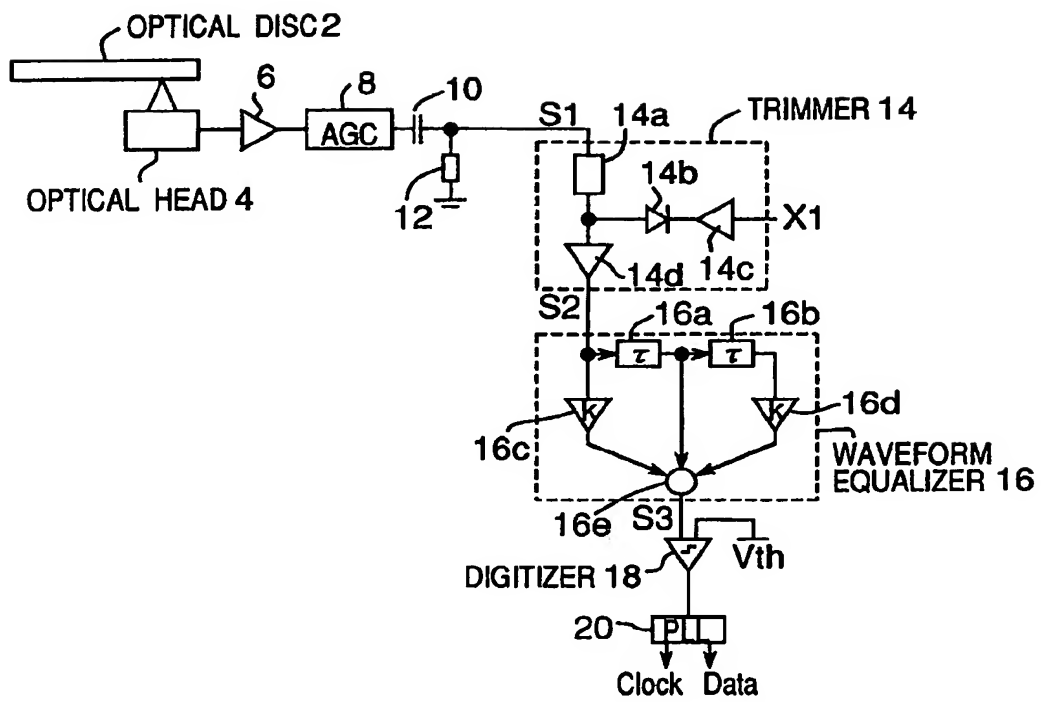 OPTICAL DISC 2
6
8
10
AGC
OPTICAL HEAD 4
12
S1
14a
TRIMMER 14
14b
X1
14c
14d
S2
16a
16b
τ
τ
K
K
16c
16d
WAVEFORM
EQUALIZER 16
16e
S3
Vth
DIGITIZER 18
20
PLL
Clock
Data